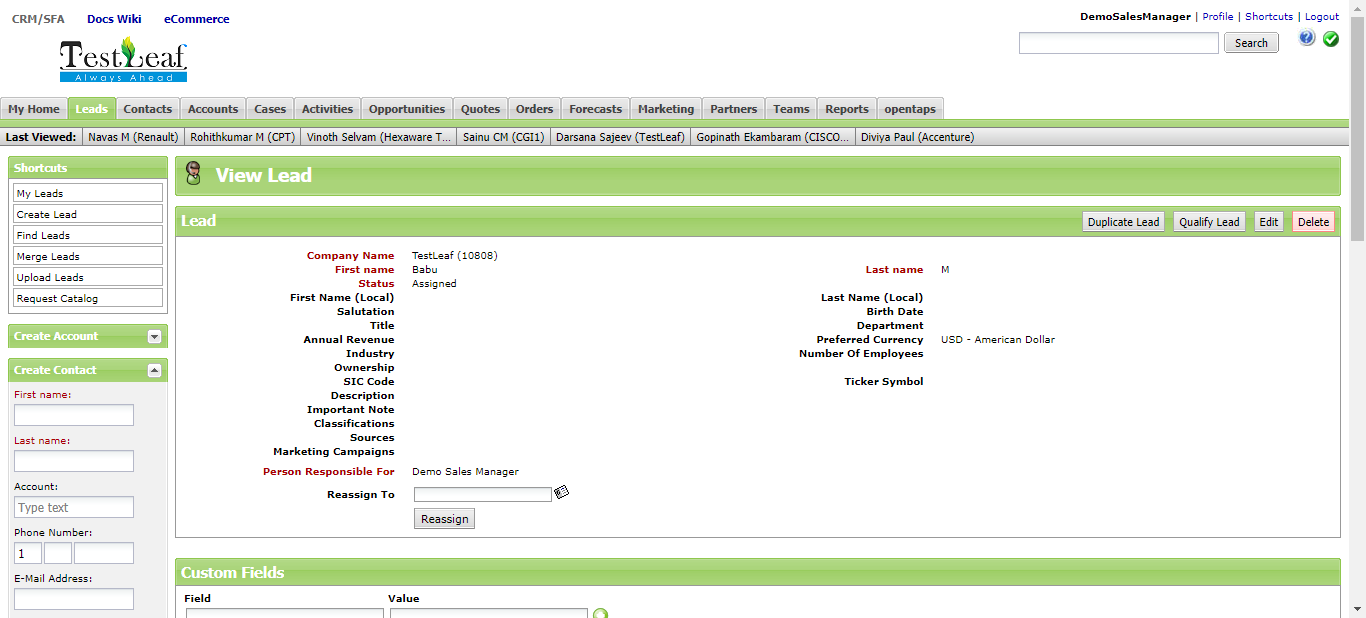 CRM/SFA Docs Wiki eCommerce
DemoSalesManager | Profile | Shortcuts | Logout
TestLeaf
Always Ahead
Search
My Home Leads Contacts Accounts Cases Activities Opportunities Quotes Orders Forecasts Marketing Partners Teams Reports opentaps
Last Viewed: Navas M (Renault) Rohithkumar M (CPT) Vinoth Selvam (Hexaware T... Sainu CM (CGI1) Darsana Sajeev (TestLeaf) Gopinath Ekambaram (CISCO... Diviya Paul (Accenture)
Shortcuts
My Leads
Create Lead
Find Leads
Merge Leads
Upload Leads
Request Catalog
Create Account
Create Contact
First name:
Last name:
Account:
Type text
Phone Number:
1
E-Mail Address:
View Lead
Lead
Duplicate Lead Qualify Lead Edit Delete
Company Name TestLeaf (10808)
First name Babu Last name M
Status Assigned
First Name (Local) Last Name (Local)
Salutation Birth Date
Title Department
Annual Revenue Preferred Currency USD - American Dollar
Industry Number Of Employees
Ownership
SIC Code Ticker Symbol
Description
Important Note
Classifications
Sources
Marketing Campaigns
Person Responsible For Demo Sales Manager
Reassign To
Reassign
Custom Fields
Field Value